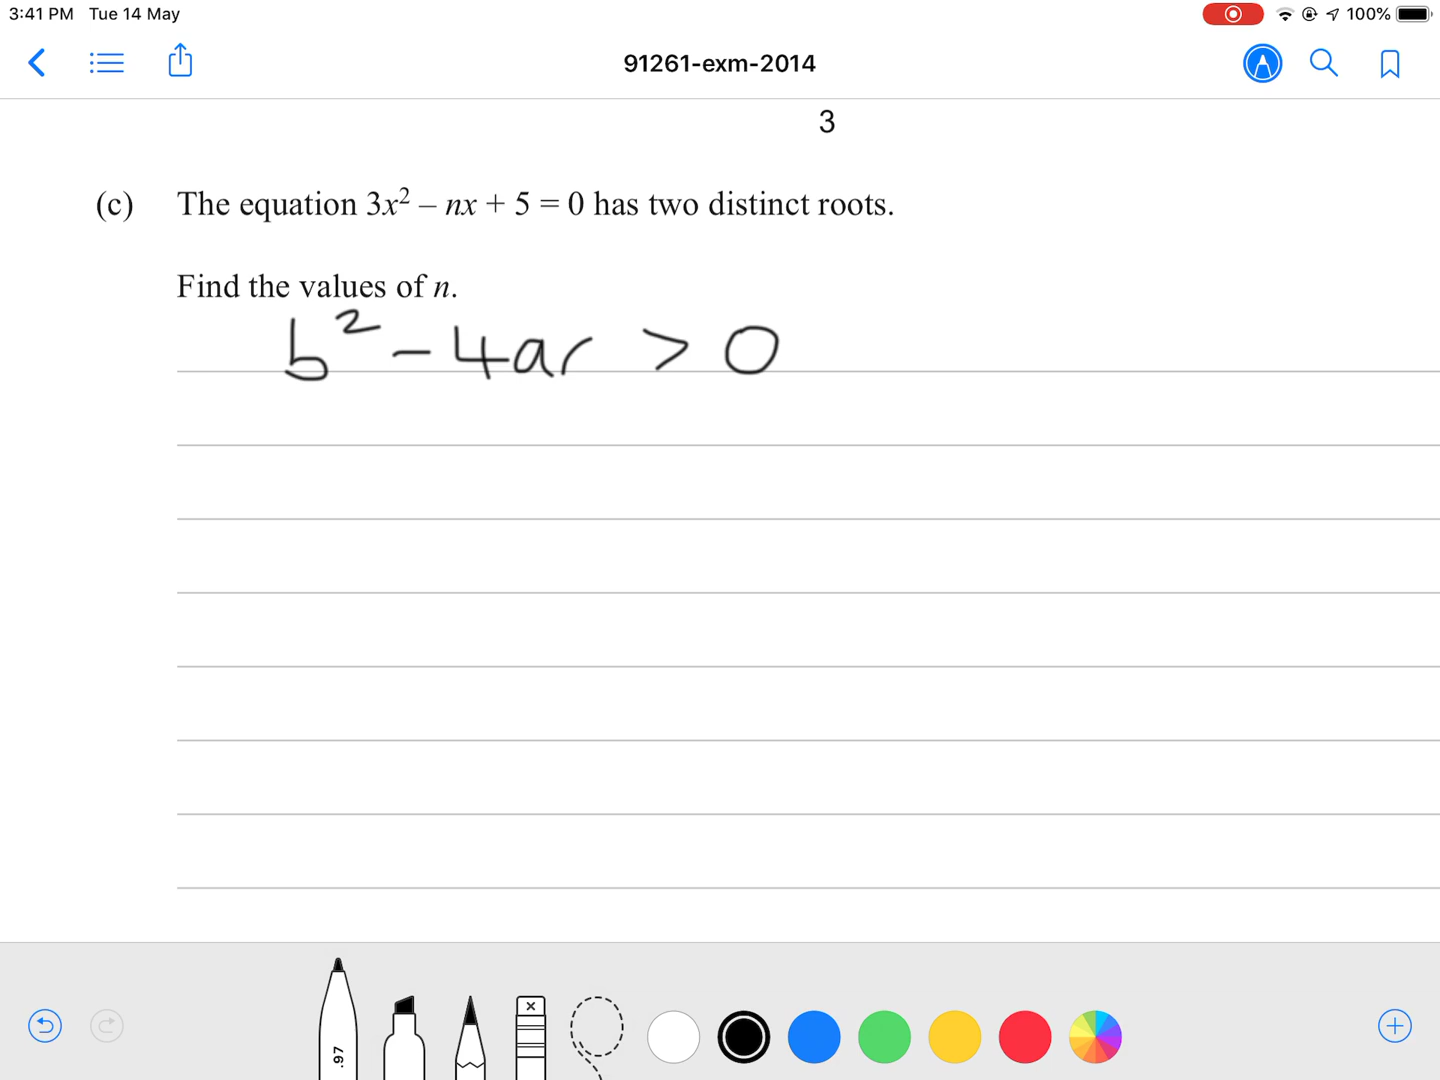 3:41 PM Tue 14 May 100%
91261-exm-2014
3
(c) The equation 3x² – nx + 5 = 0 has two distinct roots.
Find the values of n.
b² - 4ac > 0
.97